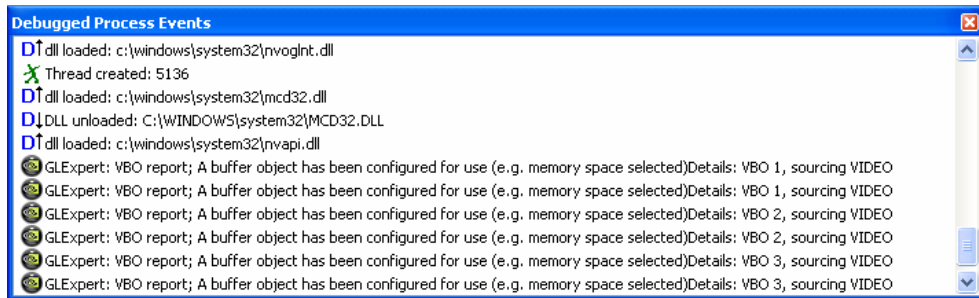 Debugged Process Events
D dll loaded: c:\windows\system32\nvoglnt.dll
Thread created: 5136
D dll loaded: c:\windows\system32\mcd32.dll
D DLL unloaded: C:\WINDOWS\system32\MCD32.DLL
D dll loaded: c:\windows\system32\nvapi.dll
GLExpert: VBO report; A buffer object has been configured for use (e.g. memory space selected)Details: VBO 1, sourcing VIDEO
GLExpert: VBO report; A buffer object has been configured for use (e.g. memory space selected)Details: VBO 1, sourcing VIDEO
GLExpert: VBO report; A buffer object has been configured for use (e.g. memory space selected)Details: VBO 2, sourcing VIDEO
GLExpert: VBO report; A buffer object has been configured for use (e.g. memory space selected)Details: VBO 2, sourcing VIDEO
GLExpert: VBO report; A buffer object has been configured for use (e.g. memory space selected)Details: VBO 3, sourcing VIDEO
GLExpert: VBO report; A buffer object has been configured for use (e.g. memory space selected)Details: VBO 3, sourcing VIDEO